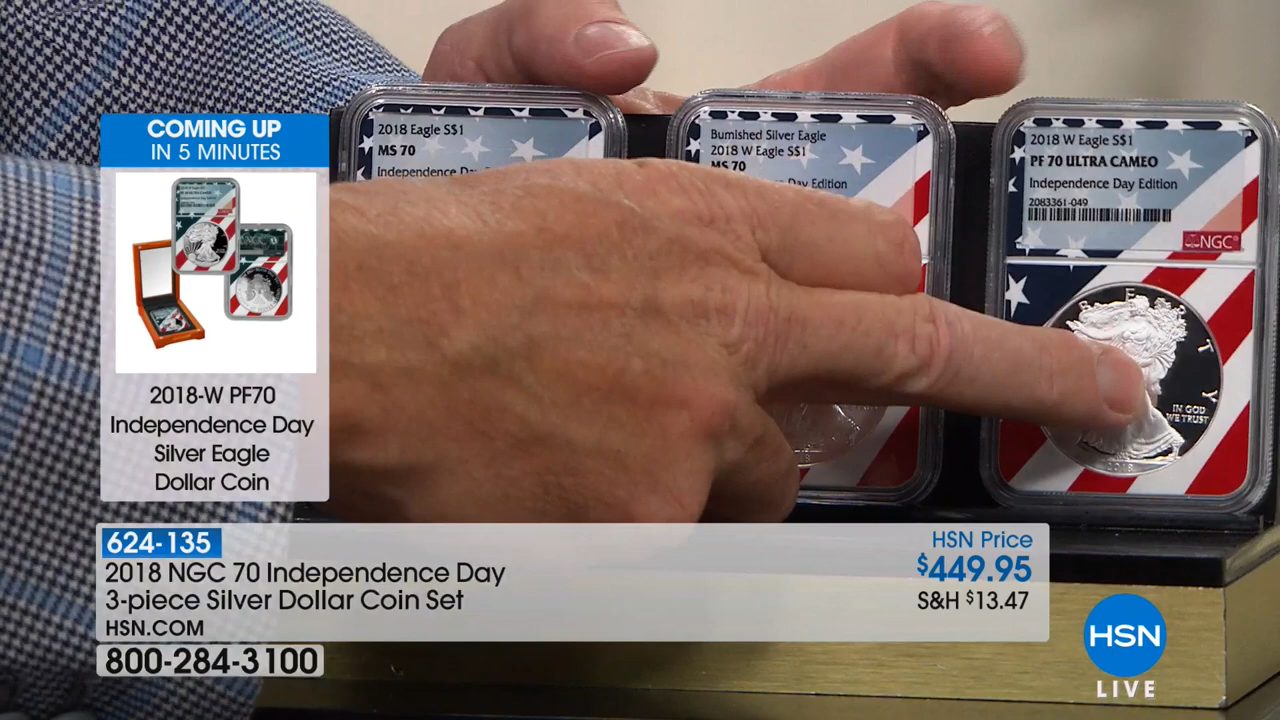 COMING UP
IN 5 MINUTES
2018-W PF70
Independence Day
Silver Eagle
Dollar Coin
2018 Eagle S$1
MS 70
Independence
Burnished Silver Eagle
2018 W Eagle S$1
MS 70
Day Edition
2018 W Eagle S$1
PF 70 ULTRA CAMEO
Independence Day Edition
2083361-049
NGC
IN GOD
WE TRUST
2018
624-135
2018 NGC 70 Independence Day
3-piece Silver Dollar Coin Set
HSN.COM
800-284-3100
HSN Price
$449.95
S&H $13.47
HSN
LIVE